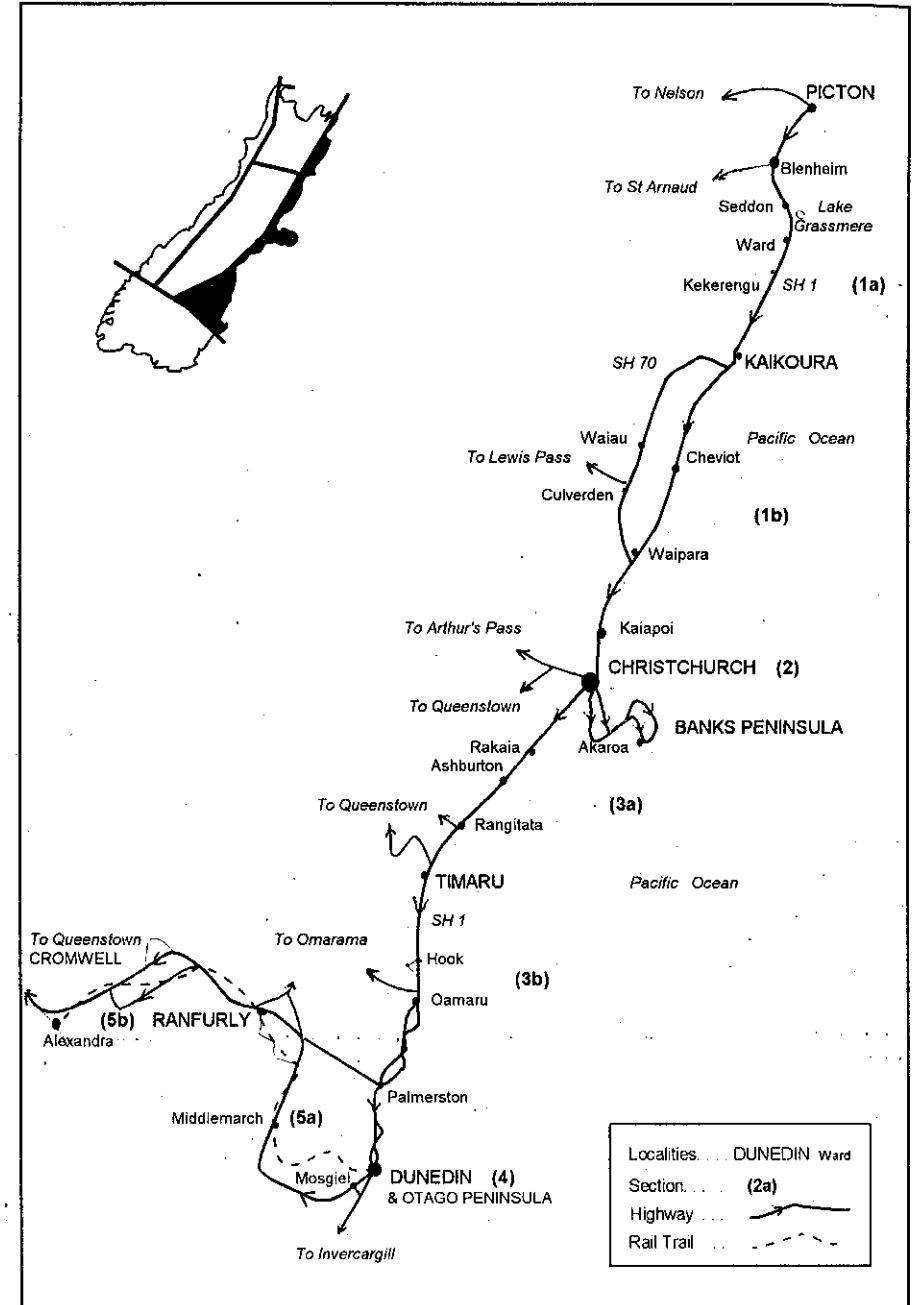 To Nelson
PICTON
Blenheim
To St Arnaud
Seddon
Lake
Grassmere
Ward
Kekerengu
SH 1
(1a)
SH 70
KAIKOURA
Waiau
Pacific Ocean
To Lewis Pass
Cheviot
Culverden
(1b)
Waipara
To Arthur's Pass
Kaiapoi
CHRISTCHURCH (2)
To Queenstown
BANKS PENINSULA
Rakaia
Akaroa
Ashburton
To Queenstown
(3a)
Rangitata
TIMARU
Pacific Ocean
SH 1
To Queenstown
CROMWELL
To Omarama
Hook
(3b)
Oamaru
(5b)
RANFURLY
Alexandra
Palmerston
Middlemarch
(5a)
Mosgiel
DUNEDIN (4)
& OTAGO PENINSULA
To Invercargill
Localities.... DUNEDIN Ward
Section..... (2a)
Highway ....
Rail Trail ...